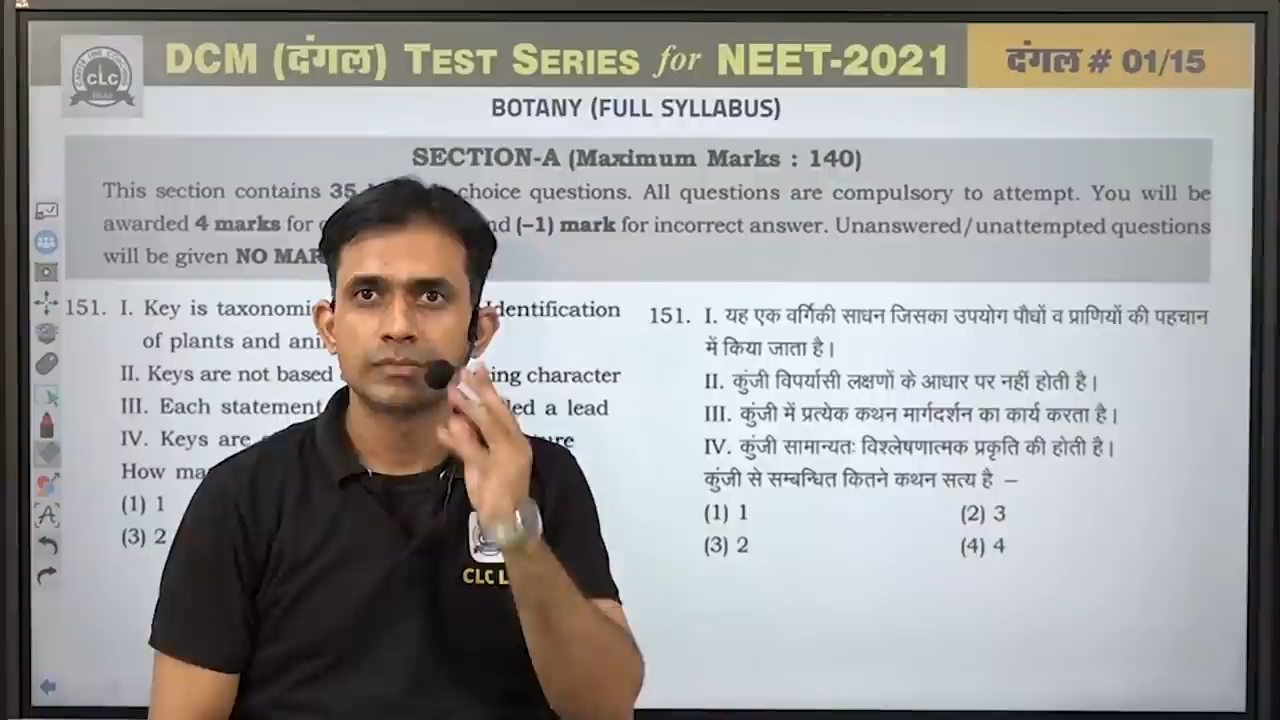 DCM (दंगल) TEST SERIES for NEET-2021
दंगल # 01/15
CLC
BOTANY (FULL SYLLABUS)
SECTION-A (Maximum Marks : 140)
This section contains 35 choice questions. All questions are compulsory to attempt. You will be
awarded 4 marks for nd (–1) mark for incorrect answer. Unanswered/unattempted questions
will be given NO MAR
151. I. Key is taxonomi Identification
of plants and ani
II. Keys are not based ing character
III. Each statement led a lead
IV. Keys are ure
How ma
(1) 1
(3) 2
151. I. यह एक वर्गिकी साधन जिसका उपयोग पौघों व प्राणियों की पहचान
में किया जाता है।
II. कुंजी विपर्यासी लक्षणों के आधार पर नहीं होती है।
III. कुंजी में प्रत्येक कथन मार्गदर्शन का कार्य करता है।
IV. कुंजी सामान्यतः विश्लेषणात्मक प्रकृति की होती है।
कुंजी से सम्बन्धित कितने कथन सत्य है –
(1) 1 (2) 3
(3) 2 (4) 4
CLC L